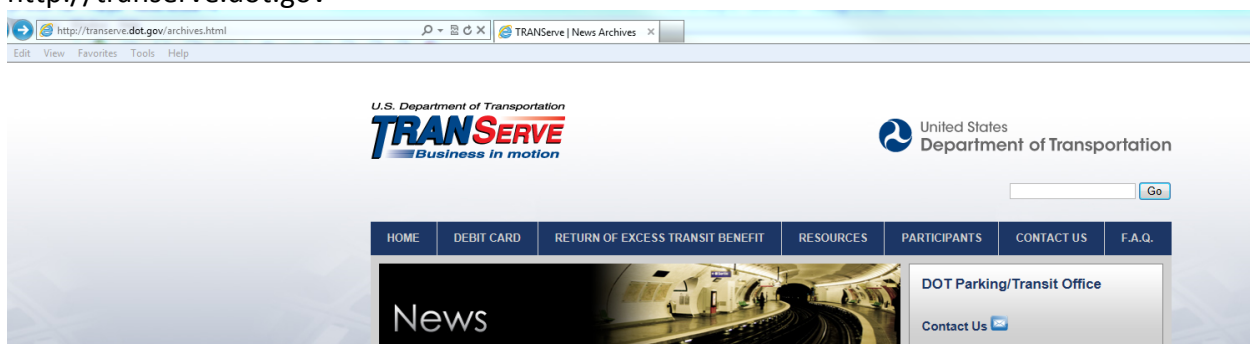 http://transerve.dot.gov
http://transerve.dot.gov/archives.html
TRANServe | News Archives
Edit View Favorites Tools Help
U.S. Department of Transportation
TRANSERVE
Business in motion
United States
Department of Transportation
Go
HOME DEBIT CARD RETURN OF EXCESS TRANSIT BENEFIT RESOURCES PARTICIPANTS CONTACT US F.A.Q.
News
DOT Parking/Transit Office
Contact Us